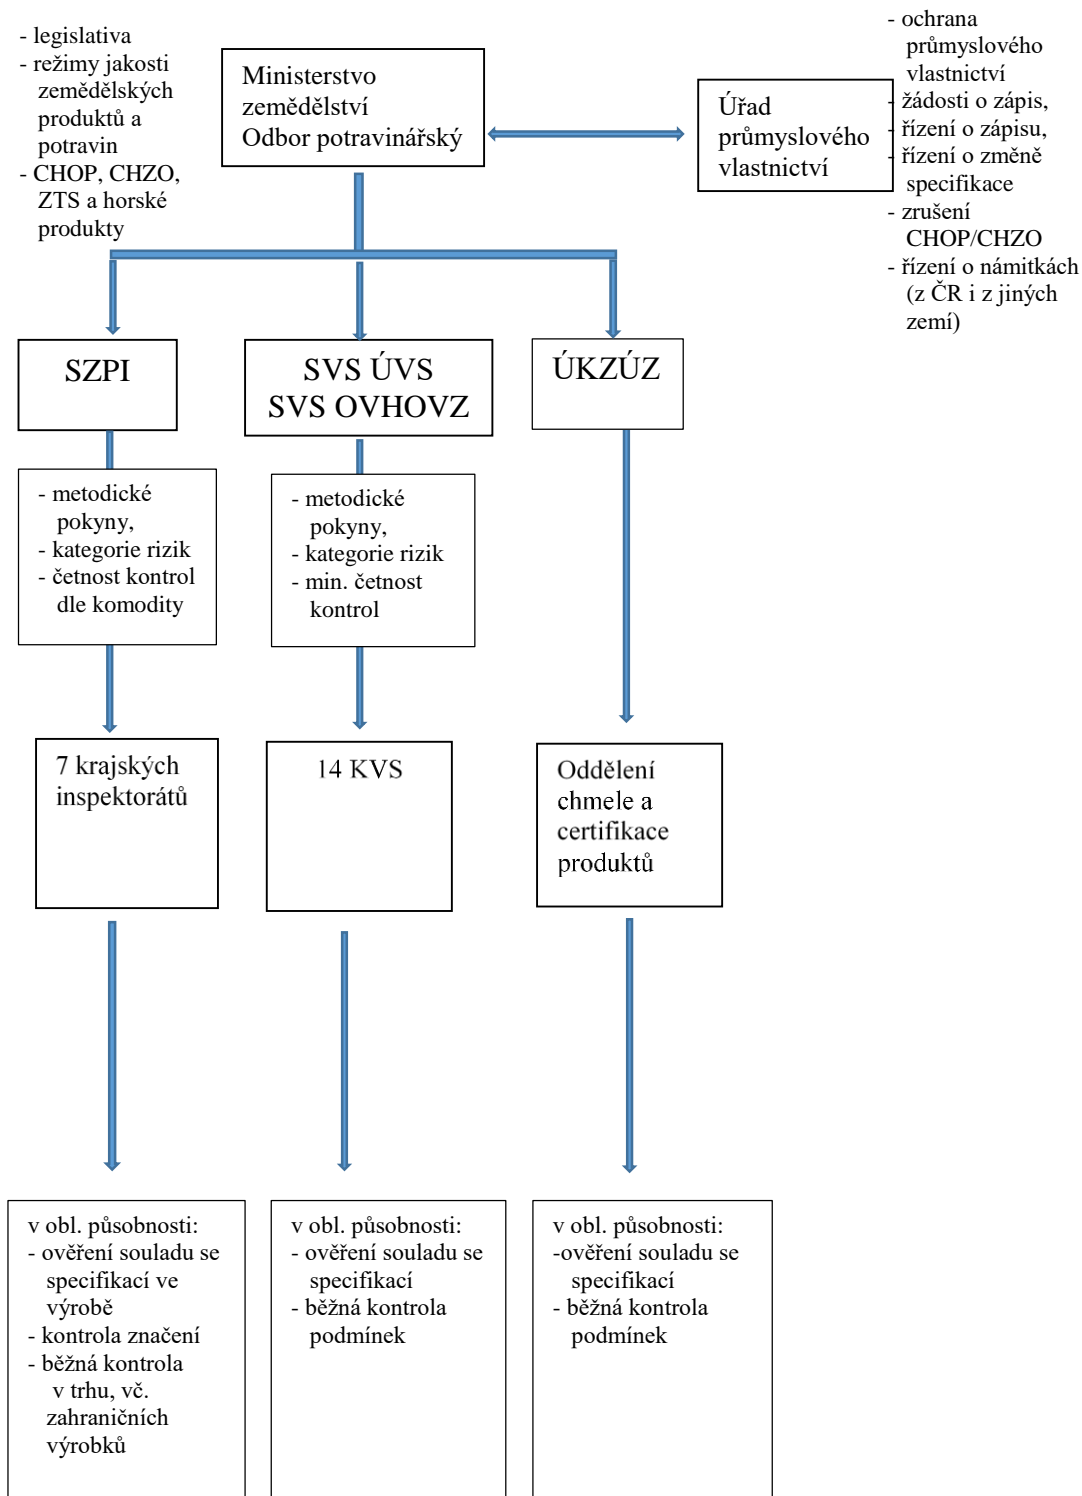 - legislativa
- režimy jakosti
zemědělských
produktů a
potravin
- CHOP, CHZO,
ZTS a horské
produkty
Ministerstvo
zemědělství
Odbor potravinářský
Úřad
průmyslového
vlastnictví
- ochrana
průmyslového
vlastnictví
- žádosti o zápis,
- řízení o zápisu,
- řízení o změně
specifikace
- zrušení
CHOP/CHZO
- řízení o námitkách
(z ČR i z jiných
zemí)
SZPI
SVS ÚVS
SVS OVHOVZ
ÚKZÚZ
- metodické
pokyny,
- kategorie rizik
- četnost kontrol
dle komodity
- metodické
pokyny,
- kategorie rizik
- min. četnost
kontrol
7 krajských
inspektorátů
14 KVS
Oddělení
chmele a
certifikace
produktů
v obl. působnosti:
- ověření souladu se
specifikací ve
výrobě
- kontrola značení
- běžná kontrola
v trhu, vč.
zahraničních
výrobků
v obl. působnosti:
- ověření souladu se
specifikací
- běžná kontrola
podmínek
v obl. působnosti:
-ověření souladu se
specifikací
- běžná kontrola
podmínek